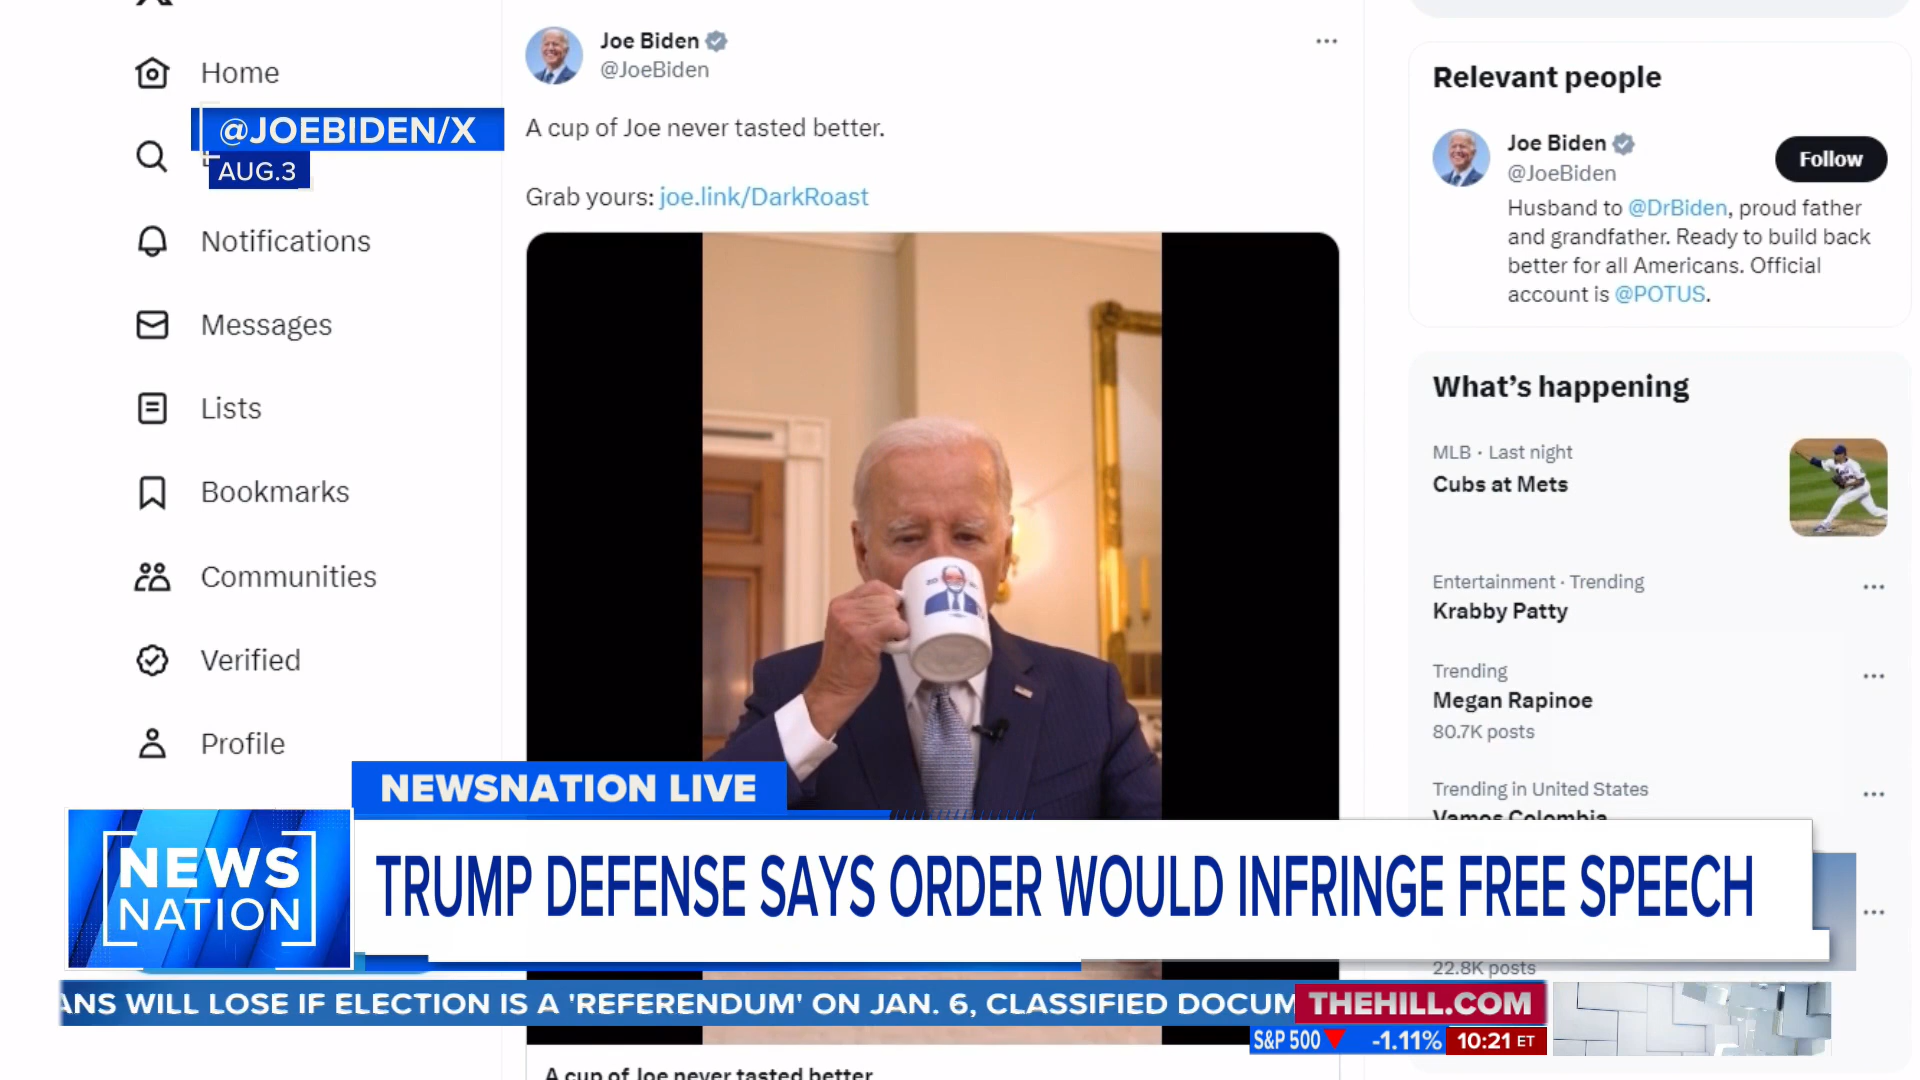 Home
@JOEBIDEN/X
AUG.3
Notifications
Messages
Lists
Bookmarks
Communities
Verified
Profile
Joe Biden
@JoeBiden
A cup of Joe never tasted better.
Grab yours: joe.link/DarkRoast
A cup of Joe never tasted better
Relevant people
Joe Biden
@JoeBiden
Follow
Husband to @DrBiden, proud father
and grandfather. Ready to build back
better for all Americans. Official
account is @POTUS.
What's happening
MLB · Last night
Cubs at Mets
Entertainment · Trending
Krabby Patty
Trending
Megan Rapinoe
80.7K posts
Trending in United States
Vamos Colombia
22.8K posts
NEWSNATION LIVE
NEWS
NATION
TRUMP DEFENSE SAYS ORDER WOULD INFRINGE FREE SPEECH
ANS WILL LOSE IF ELECTION IS A 'REFERENDUM' ON JAN. 6, CLASSIFIED DOCUM
THEHILL.COM
S&P 500 -1.11% 10:21 ET